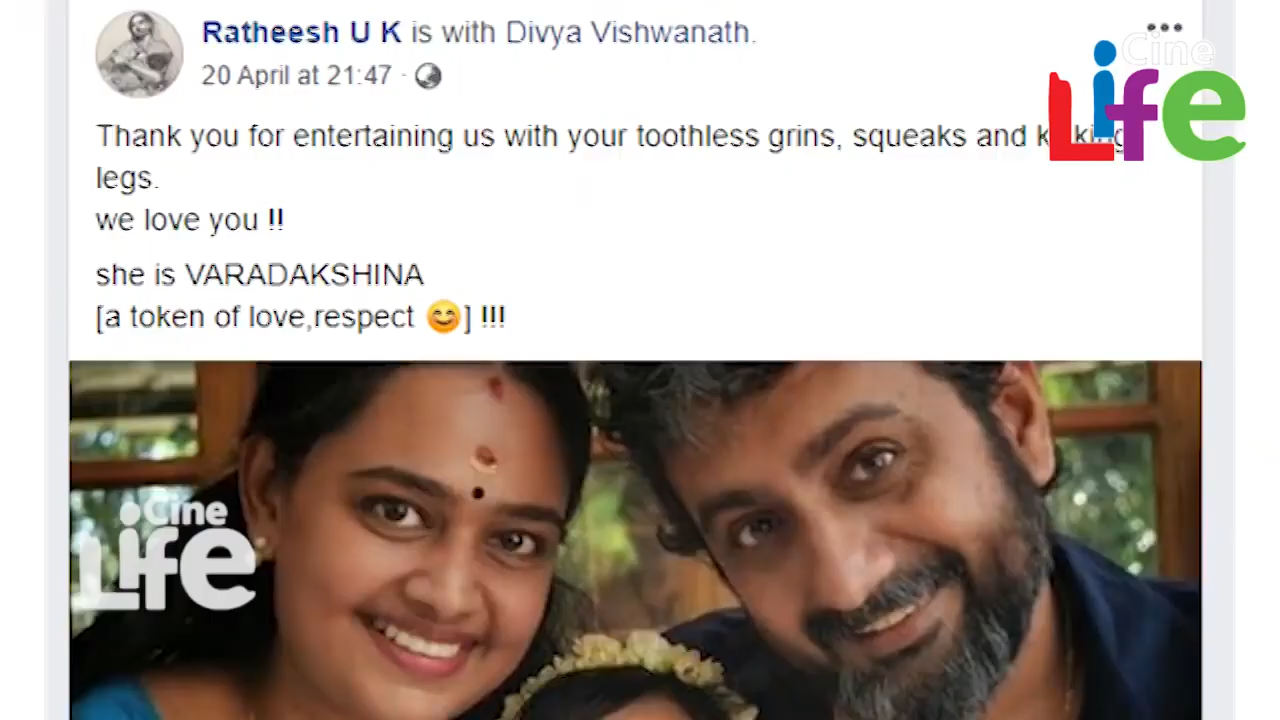 Ratheesh U K is with Divya Vishwanath.
20 April at 21:47 ·
Thank you for entertaining us with your toothless grins, squeaks and
legs.
we love you !!
she is VARADAKSHINA
[a token of love,respect 😊] !!!
Cine
Life
Cine
Life